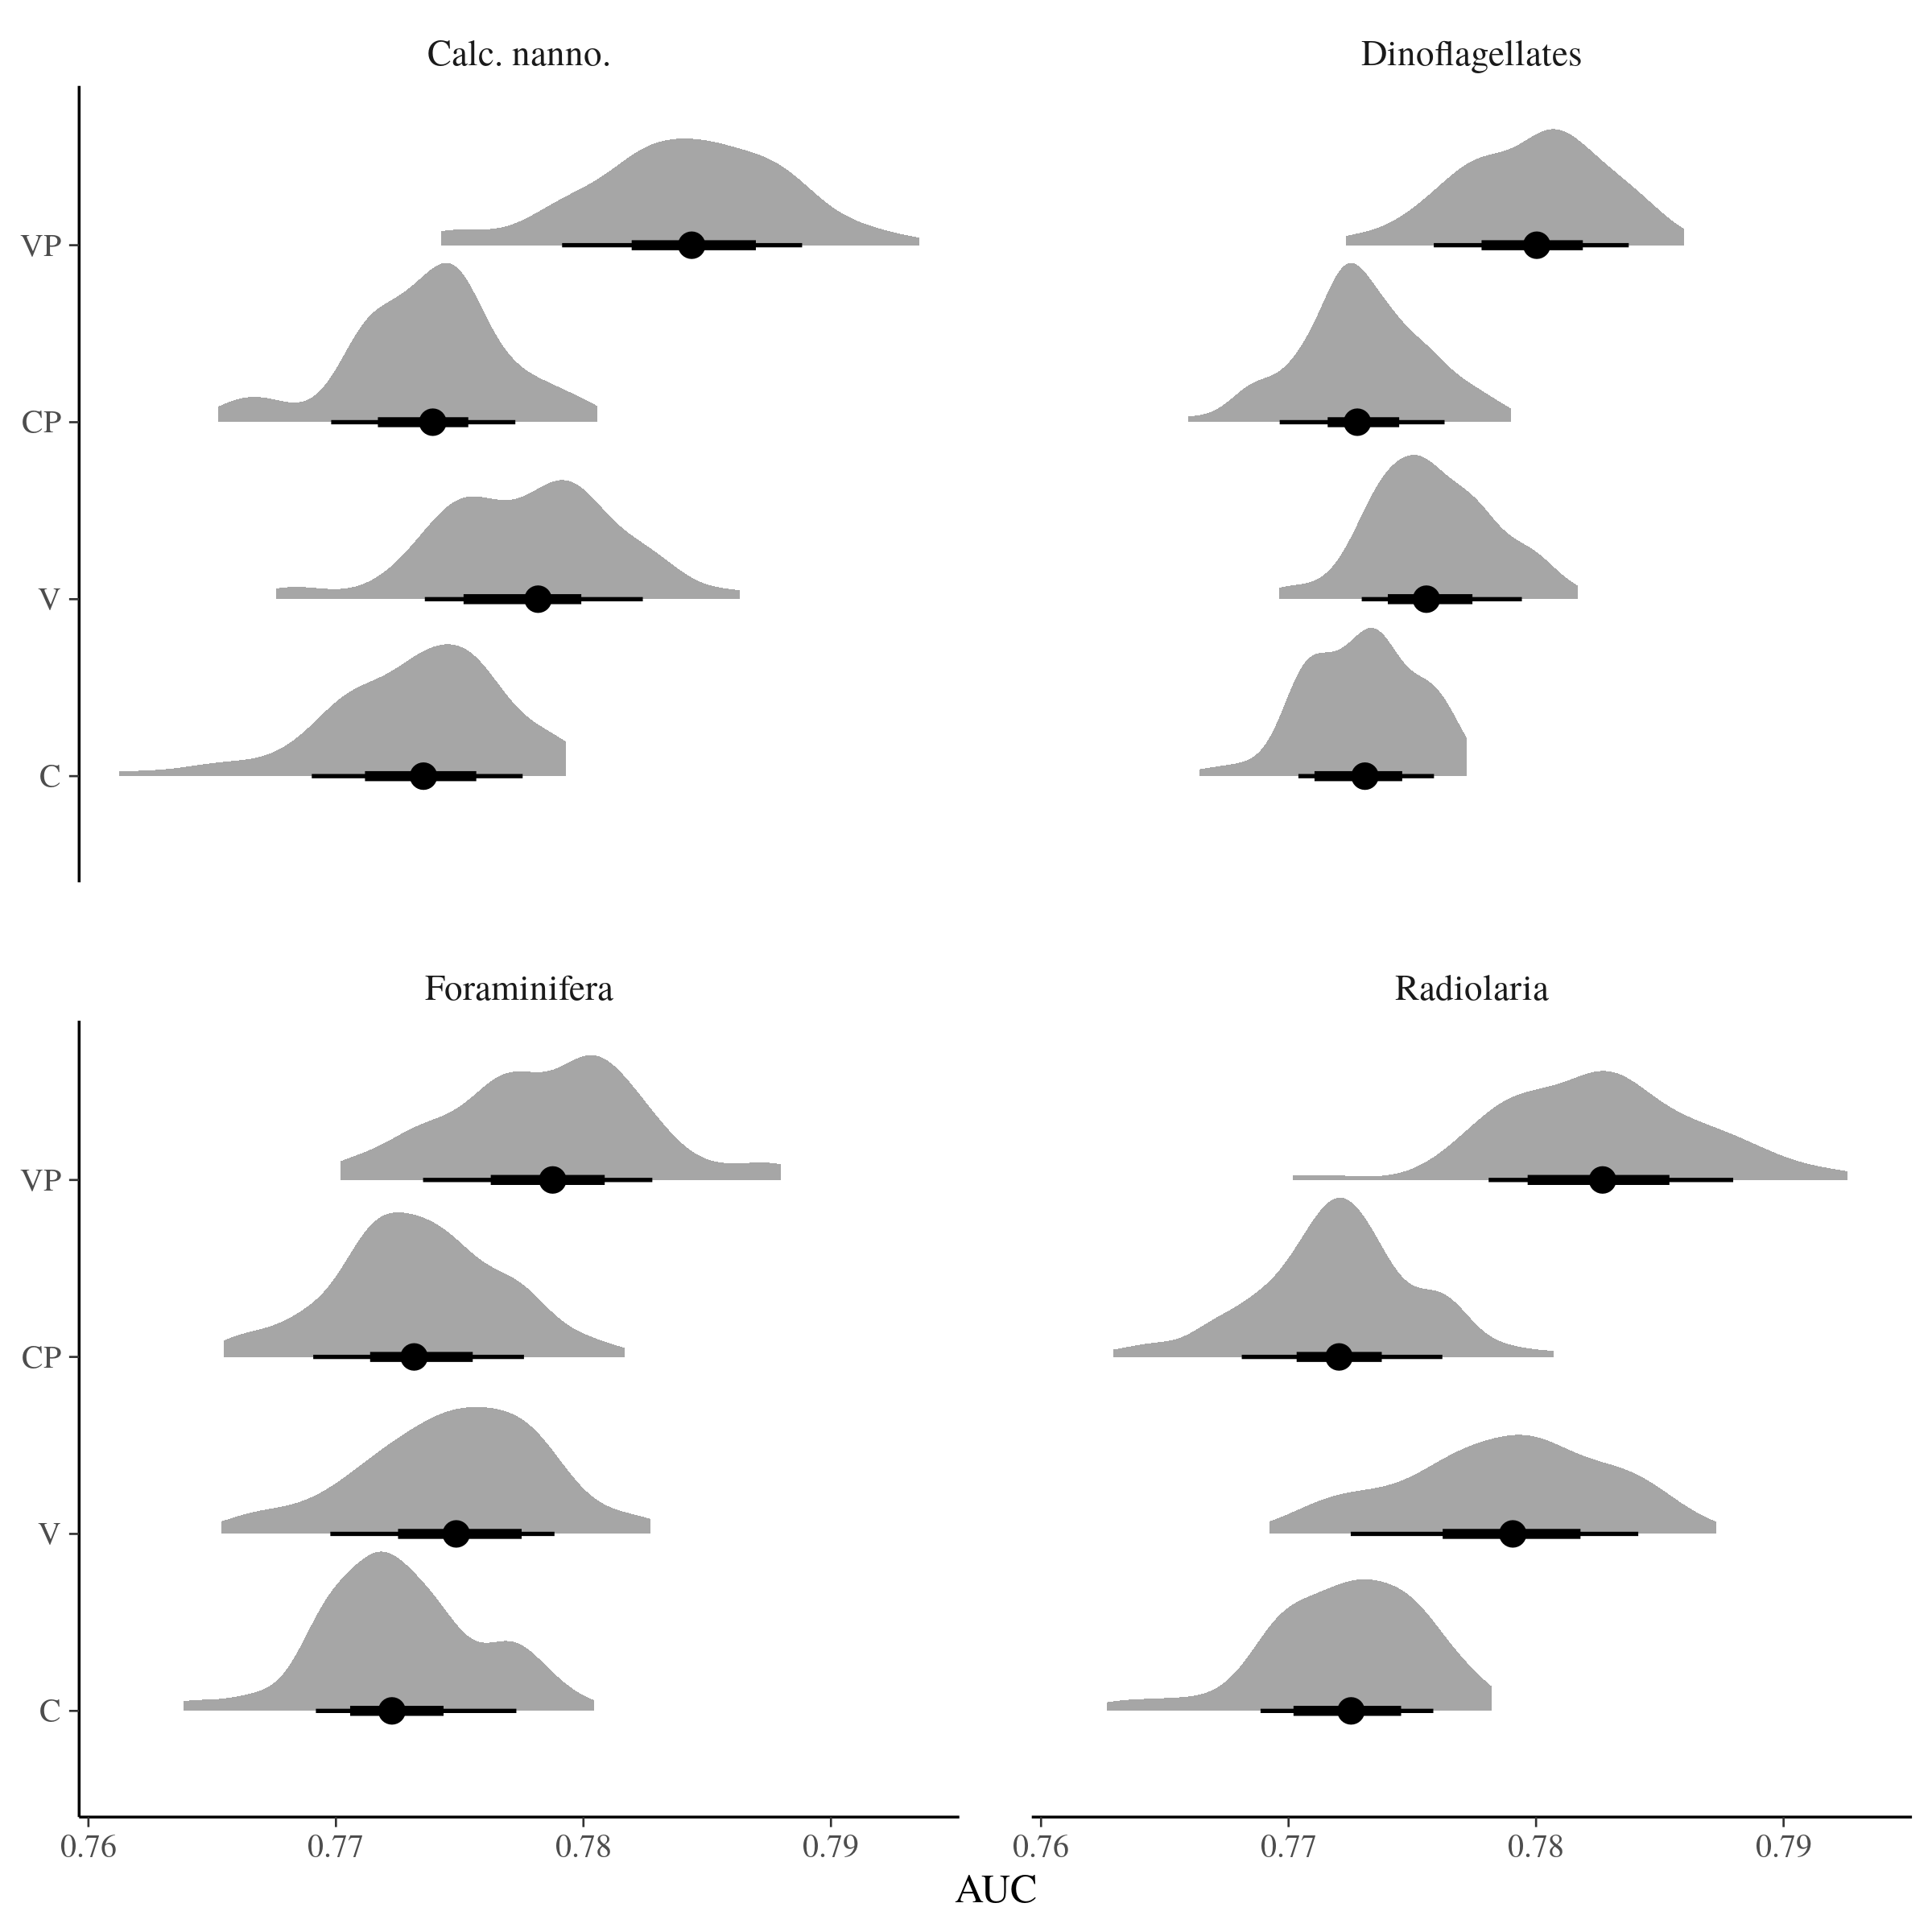 Calc. nanno.
Dinoflagellates
VP
CP
V
C
Foraminifera
Radiolaria
VP
CP
V
C
0.76 0.77 0.78 0.79 0.76 0.77 0.78 0.79
AUC